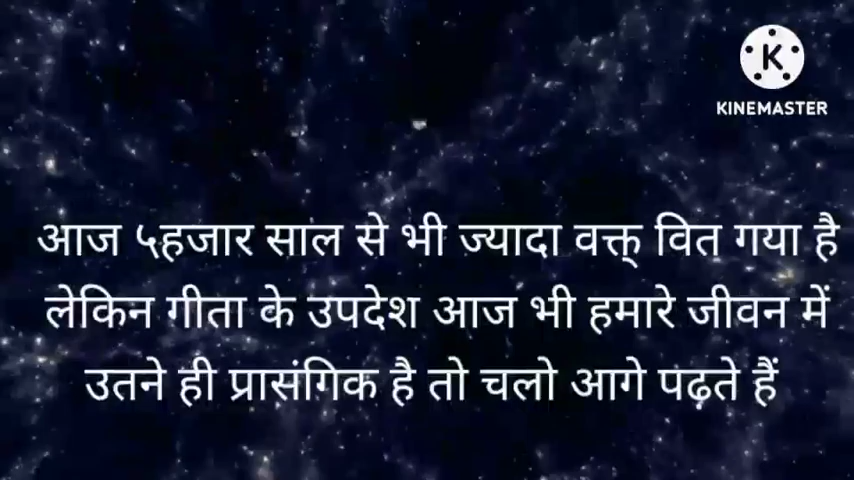 K
KINEMASTER
आज ५हजार साल से भी ज्यादा वक्त् वित गया है
लेकिन गीता के उपदेश आज भी हमारे जीवन में
उतने ही प्रासंगिक है तो चलो आगे पढ़ते हैं